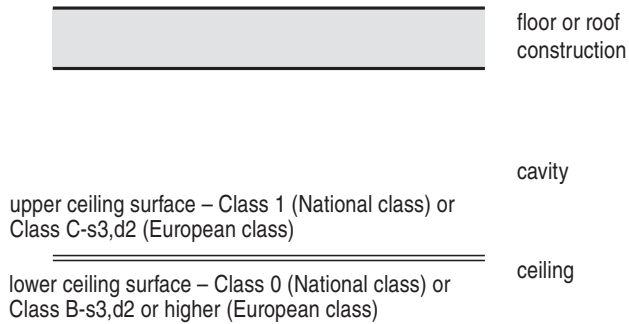 floor or roof
construction
cavity
upper ceiling surface – Class 1 (National class) or
Class C-s3,d2 (European class)
ceiling
lower ceiling surface – Class 0 (National class) or
Class B-s3,d2 or higher (European class)